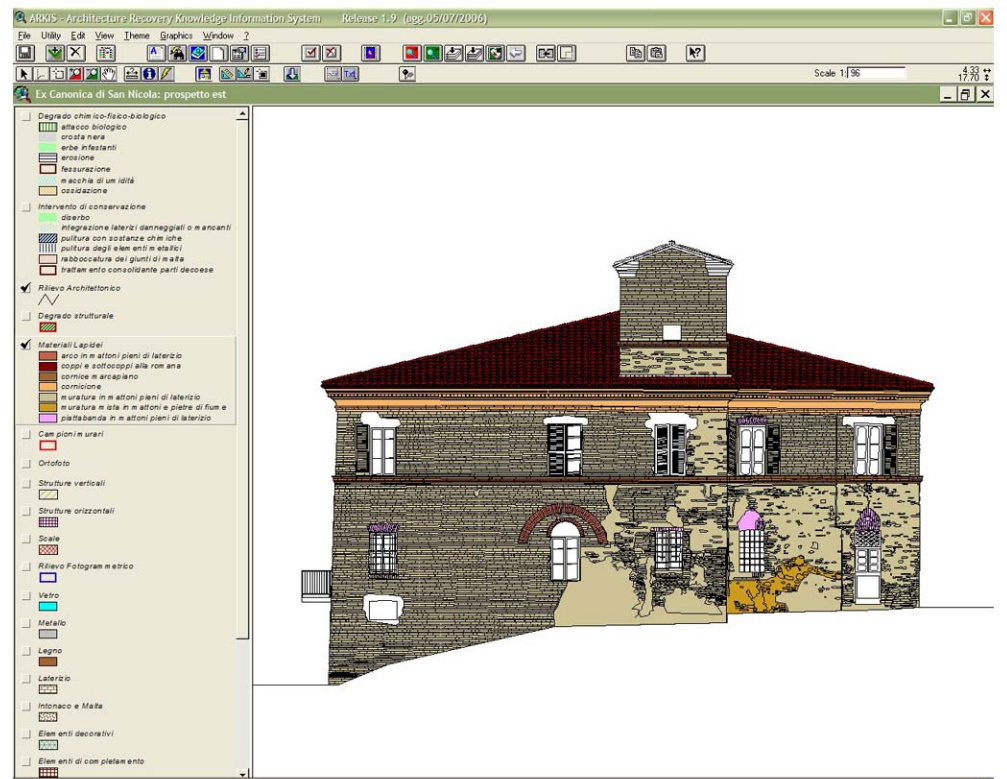 ARKIS - Architecture Recovery Knowledge Information System Release 1.9 (agg.05/07/2006)
File Utility Edit View Theme Graphics Window ?
Scale 1: 96
4.33
17.70
Ex Canonica di San Nicola: prospetto est
Degrado chimico-fisico-biologico
attacco biologico
crosta nera
erbe infestanti
erosione
fessurazione
macchia di umidità
ossidazione
Intervento di conservazione
diserbo
integrazione laterizi danneggiati o mancanti
pulitura con sostanze chimiche
pulitura degli elementi metallici
rabboccatura dei giunti di malta
trattamento consolidante parti decoese
Rilievo Architettonico
Degrado strutturale
Materiali Lapidei
arco in mattoni pieni di laterizio
coppi e sottocoppi alla romana
cornice marcapiano
cornicione
muratura in mattoni pieni di laterizio
muratura mista in mattoni e pietre di fiume
piattabanda in mattoni pieni di laterizio
Campioni murari
Ortofoto
Strutture verticali
Strutture orizzontali
Scale
Rilievo Fotogrammetrico
Vetro
Metallo
Legno
Laterizio
Intonaco e Malta
Elementi decorativi
Elementi di completamento